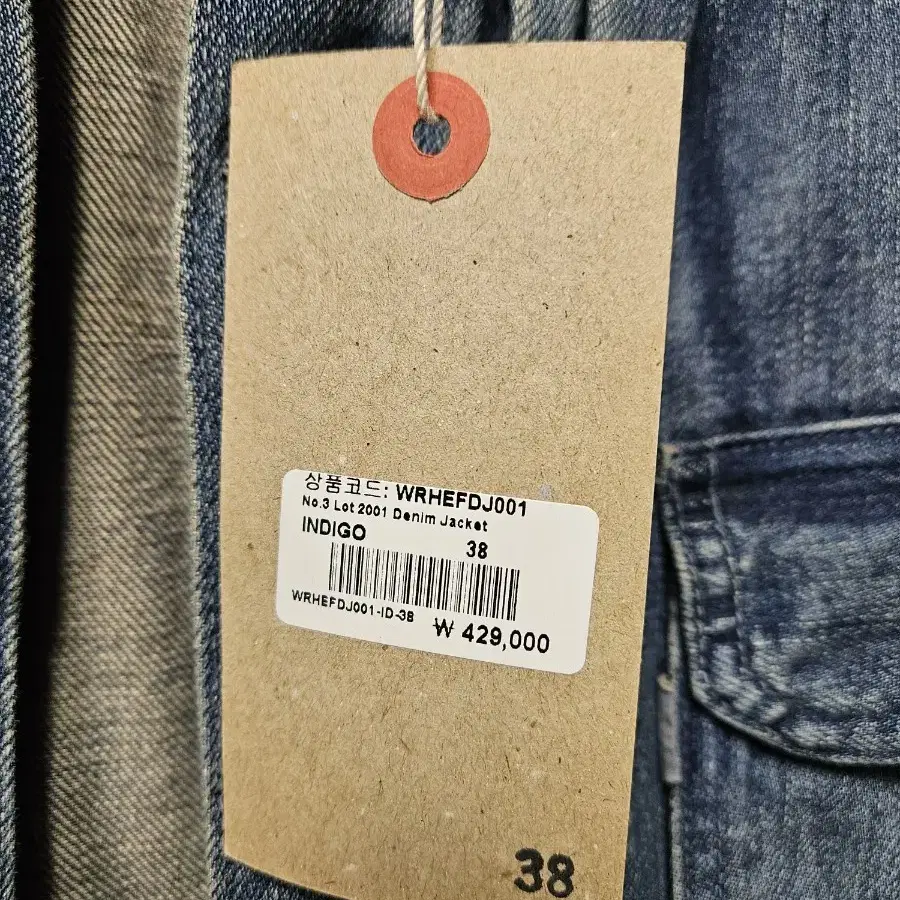 상품코드: WRHEFDJ001
No.3 Lot 2001 Denim Jacket
INDIGO 38
WRHEFDJ001-ID-38 ₩ 429,000
38